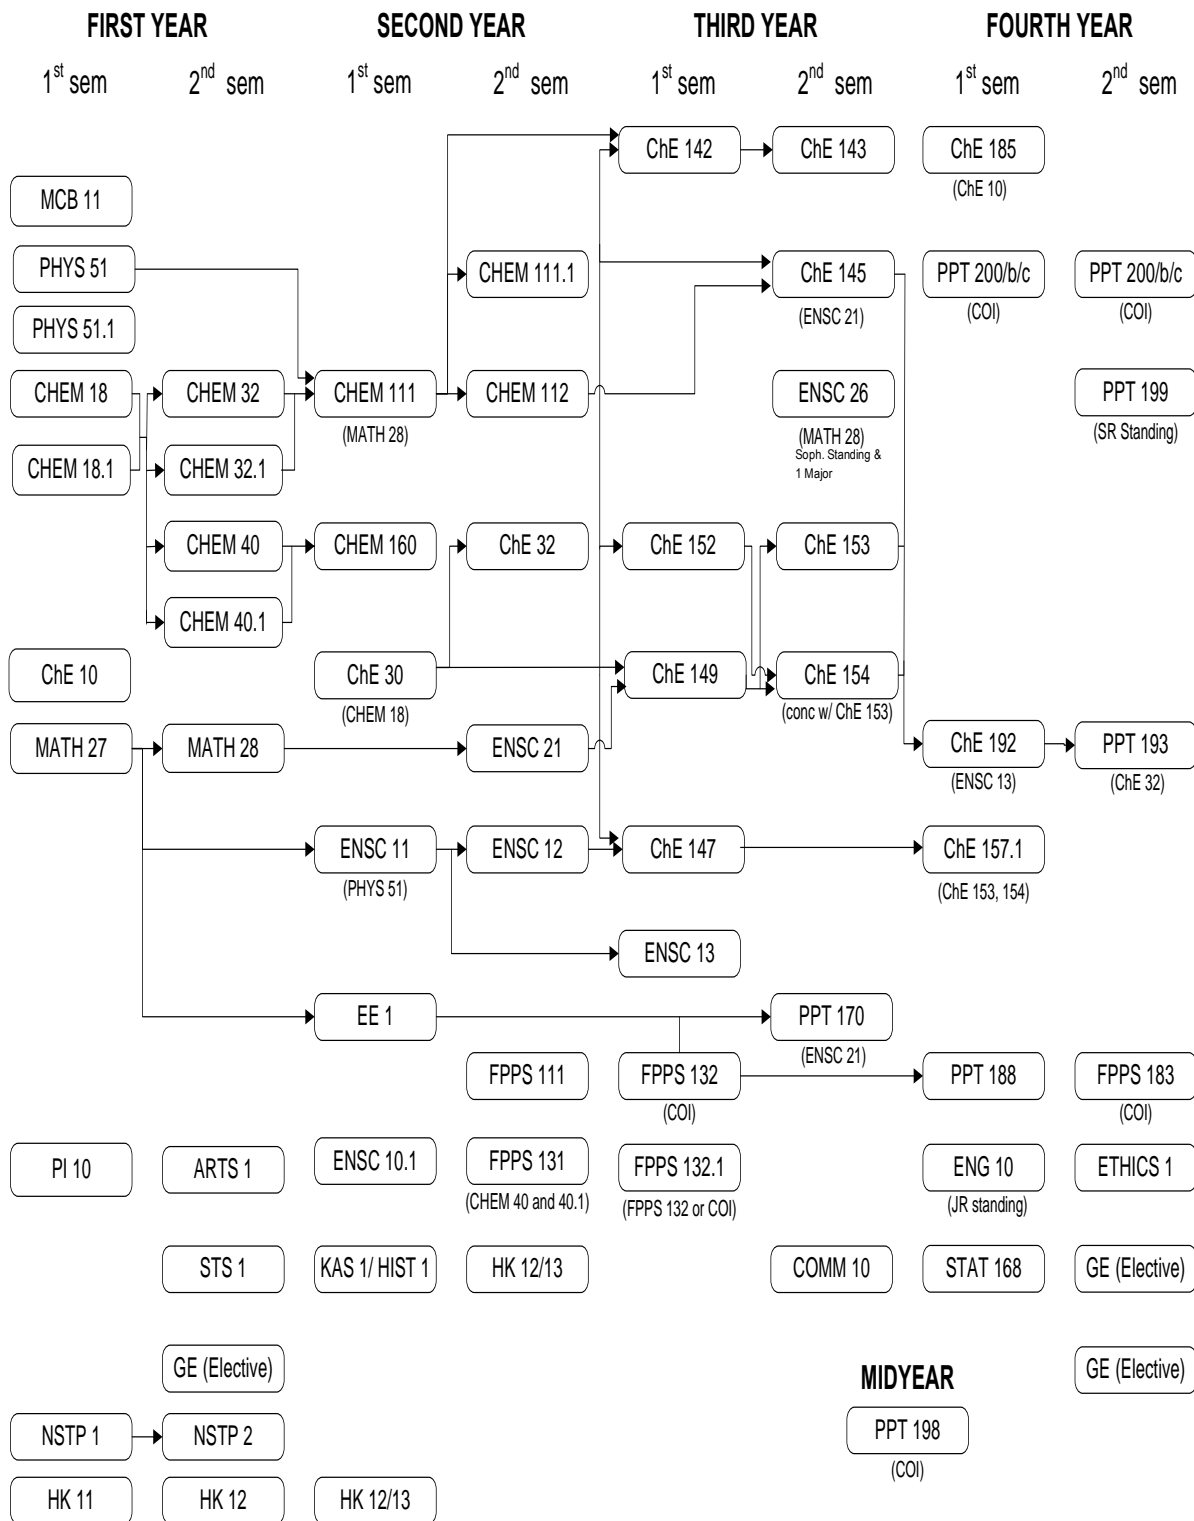 FIRST YEAR SECOND YEAR THIRD YEAR FOURTH YEAR
1st sem 2nd sem 1st sem 2nd sem 1st sem 2nd sem 1st sem 2nd sem
ChE 142 ChE 143 ChE 185
(ChE 10)
MCB 11
PHYS 51 CHEM 111.1 ChE 145 PPT 200/b/c PPT 200/b/c
(ENSC 21) (COI) (COI)
PHYS 51.1
CHEM 18 CHEM 32 CHEM 111 CHEM 112 ENSC 26 PPT 199
(MATH 28) (MATH 28) (SR Standing)
Soph. Standing &
1 Major
CHEM 18.1 CHEM 32.1
CHEM 40 CHEM 160 ChE 32 ChE 152 ChE 153
CHEM 40.1
ChE 10 ChE 30 ChE 149 ChE 154
(CHEM 18) (conc w/ ChE 153)
MATH 27 MATH 28 ENSC 21 ChE 192 PPT 193
(ENSC 13) (ChE 32)
ENSC 11 ENSC 12 ChE 147 ChE 157.1
(PHYS 51) (ChE 153, 154)
ENSC 13
EE 1 PPT 170
(ENSC 21)
FPPS 111 FPPS 132 PPT 188 FPPS 183
(COI) (COI)
PI 10 ARTS 1 ENSC 10.1 FPPS 131 FPPS 132.1 ENG 10 ETHICS 1
(CHEM 40 and 40.1) (FPPS 132 or COI) (JR standing)
STS 1 KAS 1/ HIST 1 HK 12/13 COMM 10 STAT 168 GE (Elective)
GE (Elective) GE (Elective)
MIDYEAR
NSTP 1 NSTP 2 PPT 198
(COI)
HK 11 HK 12 HK 12/13